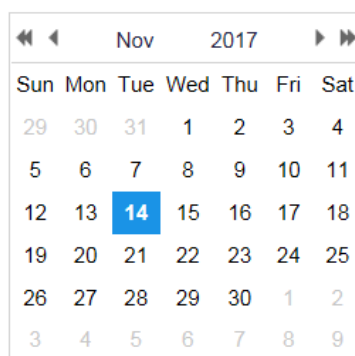 Nov 2017
Sun Mon Tue Wed Thu Fri Sat
29 30 31 1 2 3 4
5 6 7 8 9 10 11
12 13 14 15 16 17 18
19 20 21 22 23 24 25
26 27 28 29 30 1 2
3 4 5 6 7 8 9